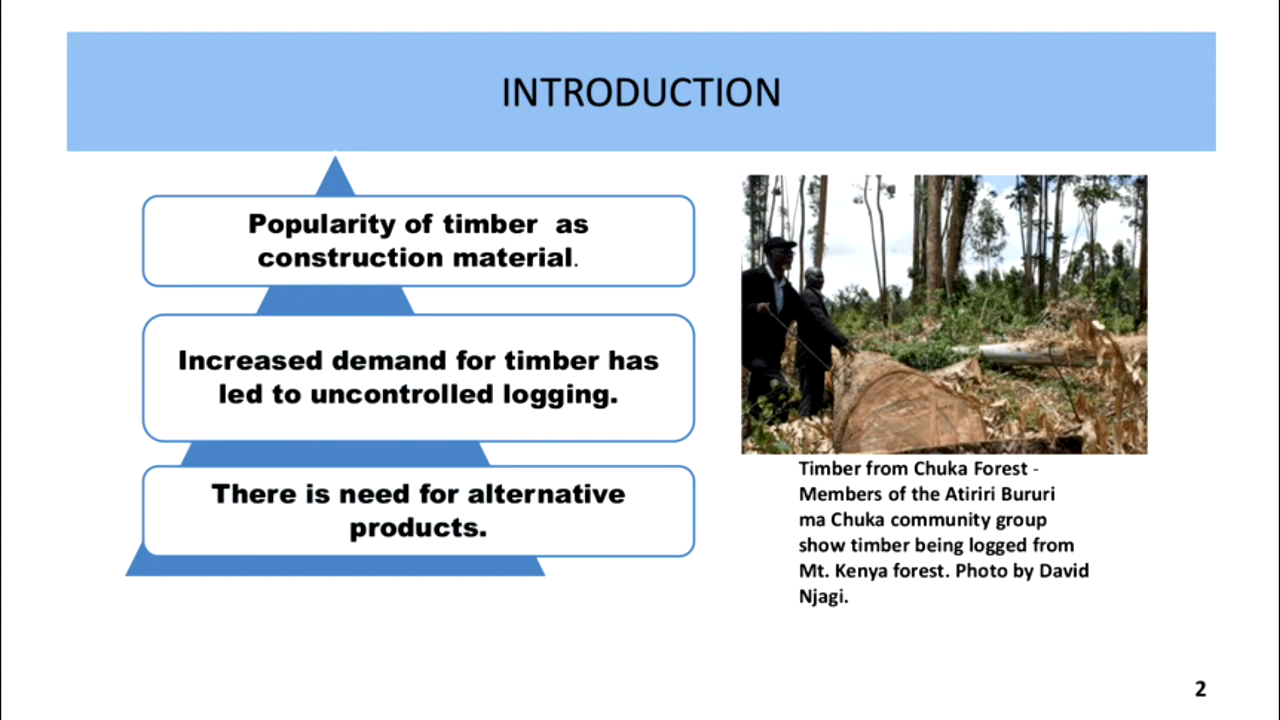 INTRODUCTION
Popularity of timber as
construction material.
Increased demand for timber has
led to uncontrolled logging.
There is need for alternative
products.
Timber from Chuka Forest -
Members of the Atiriri Bururi
ma Chuka community group
show timber being logged from
Mt. Kenya forest. Photo by David
Njagi.
2